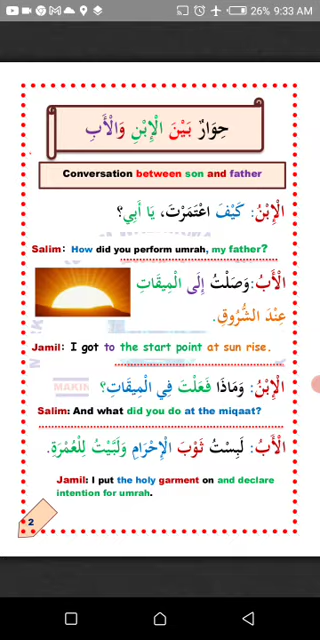 26% 9:33 AM
حِوَارٌ بَيْنَ الْإِبْنِ وَالْأَبِ
Conversation between son and father
الْإِبْنُ: كَيْفَ اعْتَمَرْتَ، يَا أَبِي؟
Salim: How did you perform umrah, my father?
الْأَبُ: وَصَلْتُ إِلَى الْمِيقَاتِ
عِنْدَ الشُّرُوقِ.
Jamil: I got to the start point at sun rise.
الْإِبْنُ: وَمَاذَا فَعَلْتَ فِي الْمِيقَاتِ؟
MAKIN
Salim: And what did you do at the miqaat?
الْأَبُ: لَبِسْتُ ثَوْبَ الْإِحْرَامِ وَلَبَّيْتُ لِلْعُمْرَةِ.
Jamil: I put the holy garment on and declare
intention for umrah.
2